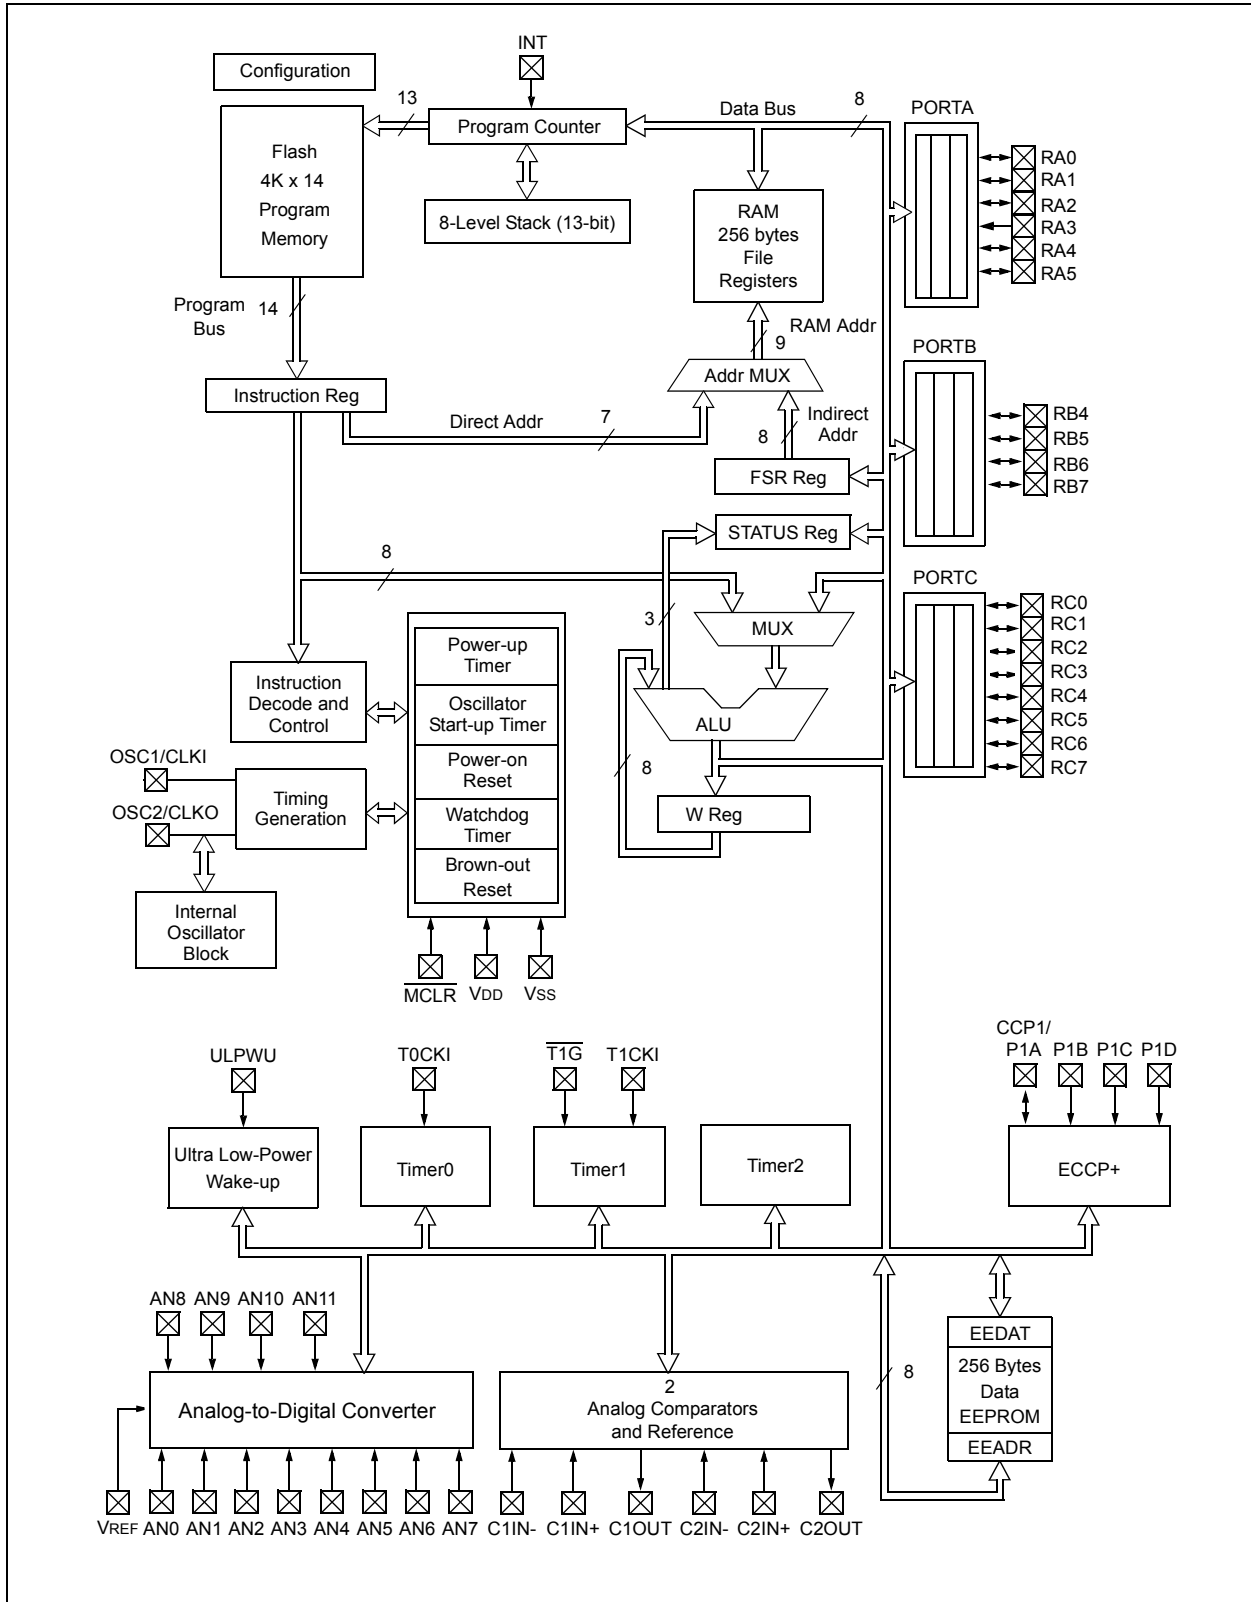 INT
Configuration
13
Program Counter
Data Bus
8
PORTA
Flash
4K x 14
Program
Memory
8-Level Stack (13-bit)
RAM
256 bytes
File
Registers
RA0
RA1
RA2
RA3
RA4
RA5
Program
Bus
14
RAM Addr
9
PORTB
Addr MUX
Instruction Reg
Direct Addr
7
Indirect
Addr
8
FSR Reg
RB4
RB5
RB6
RB7
STATUS Reg
8
3
MUX
PORTC
RC0
RC1
RC2
RC3
RC4
RC5
RC6
RC7
Power-up
Timer
Oscillator
Start-up Timer
Power-on
Reset
Watchdog
Timer
Brown-out
Reset
Instruction
Decode and
Control
ALU
8
W Reg
OSC1/CLKI
OSC2/CLKO
Timing
Generation
Internal
Oscillator
Block
MCLR
VDD
VSS
ULPWU
T0CKI
T1G
T1CKI
CCP1/
P1A
P1B
P1C
P1D
Ultra Low-Power
Wake-up
Timer0
Timer1
Timer2
ECCP+
AN8
AN9
AN10
AN11
Analog-to-Digital Converter
2
Analog Comparators
and Reference
8
EEDAT
256 Bytes
Data
EEPROM
EEADR
VREF
AN0
AN1
AN2
AN3
AN4
AN5
AN6
AN7
C1IN-
C1IN+
C1OUT
C2IN-
C2IN+
C2OUT